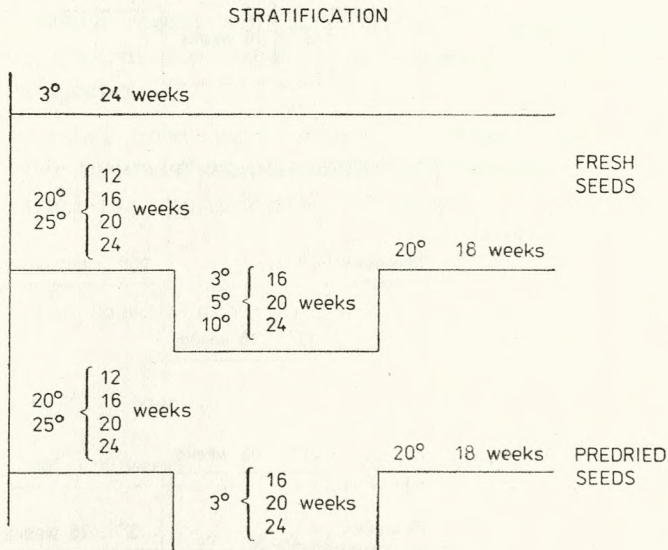 STRATIFICATION
3° 24 weeks
FRESH
SEEDS
12
20° 16
25° 20 weeks
24
20° 18 weeks
3° 16
5° 20 weeks
10° 24
12
20° 16
25° 20 weeks
24
20° 18 weeks
PREDRIED
SEEDS
16
3° 20 weeks
24